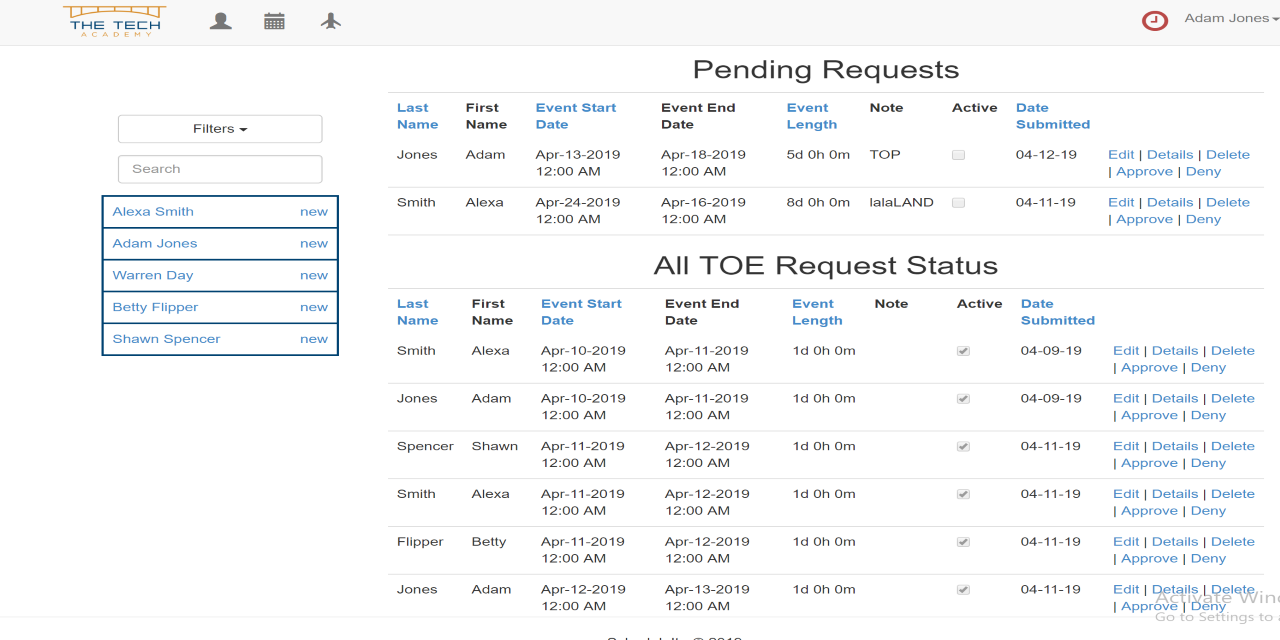 THE TECH
ACADEMY
Adam Jones
Filters
Search
Alexa Smith new
Adam Jones new
Warren Day new
Betty Flipper new
Shawn Spencer new
Pending Requests
Last First Event Start Event End Event Note Active Date
Name Name Date Date Length Submitted
Jones Adam Apr-13-2019 Apr-18-2019 5d 0h 0m TOP 04-12-19 Edit | Details | Delete
12:00 AM 12:00 AM | Approve | Deny
Smith Alexa Apr-24-2019 Apr-16-2019 8d 0h 0m lalaLAND 04-11-19 Edit | Details | Delete
12:00 AM 12:00 AM | Approve | Deny
All TOE Request Status
Last First Event Start Event End Event Note Active Date
Name Name Date Date Length Submitted
Smith Alexa Apr-10-2019 Apr-11-2019 1d 0h 0m 04-09-19 Edit | Details | Delete
12:00 AM 12:00 AM | Approve | Deny
Jones Adam Apr-10-2019 Apr-11-2019 1d 0h 0m 04-09-19 Edit | Details | Delete
12:00 AM 12:00 AM | Approve | Deny
Spencer Shawn Apr-11-2019 Apr-12-2019 1d 0h 0m 04-11-19 Edit | Details | Delete
12:00 AM 12:00 AM | Approve | Deny
Smith Alexa Apr-11-2019 Apr-12-2019 1d 0h 0m 04-11-19 Edit | Details | Delete
12:00 AM 12:00 AM | Approve | Deny
Flipper Betty Apr-11-2019 Apr-12-2019 1d 0h 0m 04-11-19 Edit | Details | Delete
12:00 AM 12:00 AM | Approve | Deny
Jones Adam Apr-12-2019 Apr-13-2019 1d 0h 0m 04-11-19 Edit | Details | Delete
12:00 AM 12:00 AM | Approve | Deny
Activate Wind
Go to Settings to a